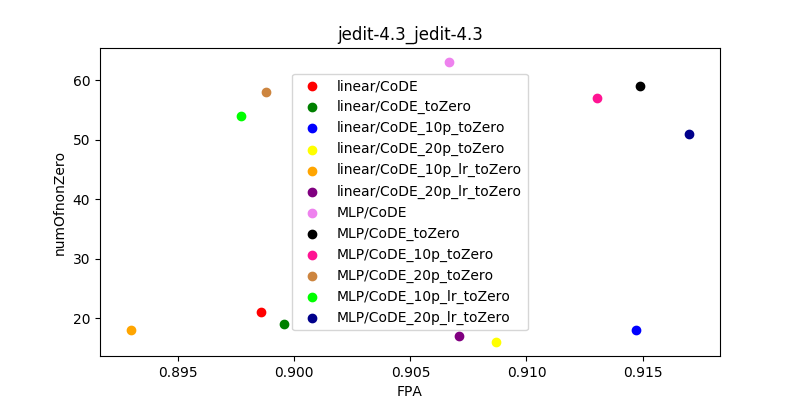 jedit-4.3_jedit-4.3
numOfnonZero
60
50
40
30
20
linear/CoDE
linear/CoDE_toZero
linear/CoDE_10p_toZero
linear/CoDE_20p_toZero
linear/CoDE_10p_lr_toZero
linear/CoDE_20p_lr_toZero
MLP/CoDE
MLP/CoDE_toZero
MLP/CoDE_10p_toZero
MLP/CoDE_20p_toZero
MLP/CoDE_10p_lr_toZero
MLP/CoDE_20p_lr_toZero
0.895 0.900 0.905 0.910 0.915
FPA